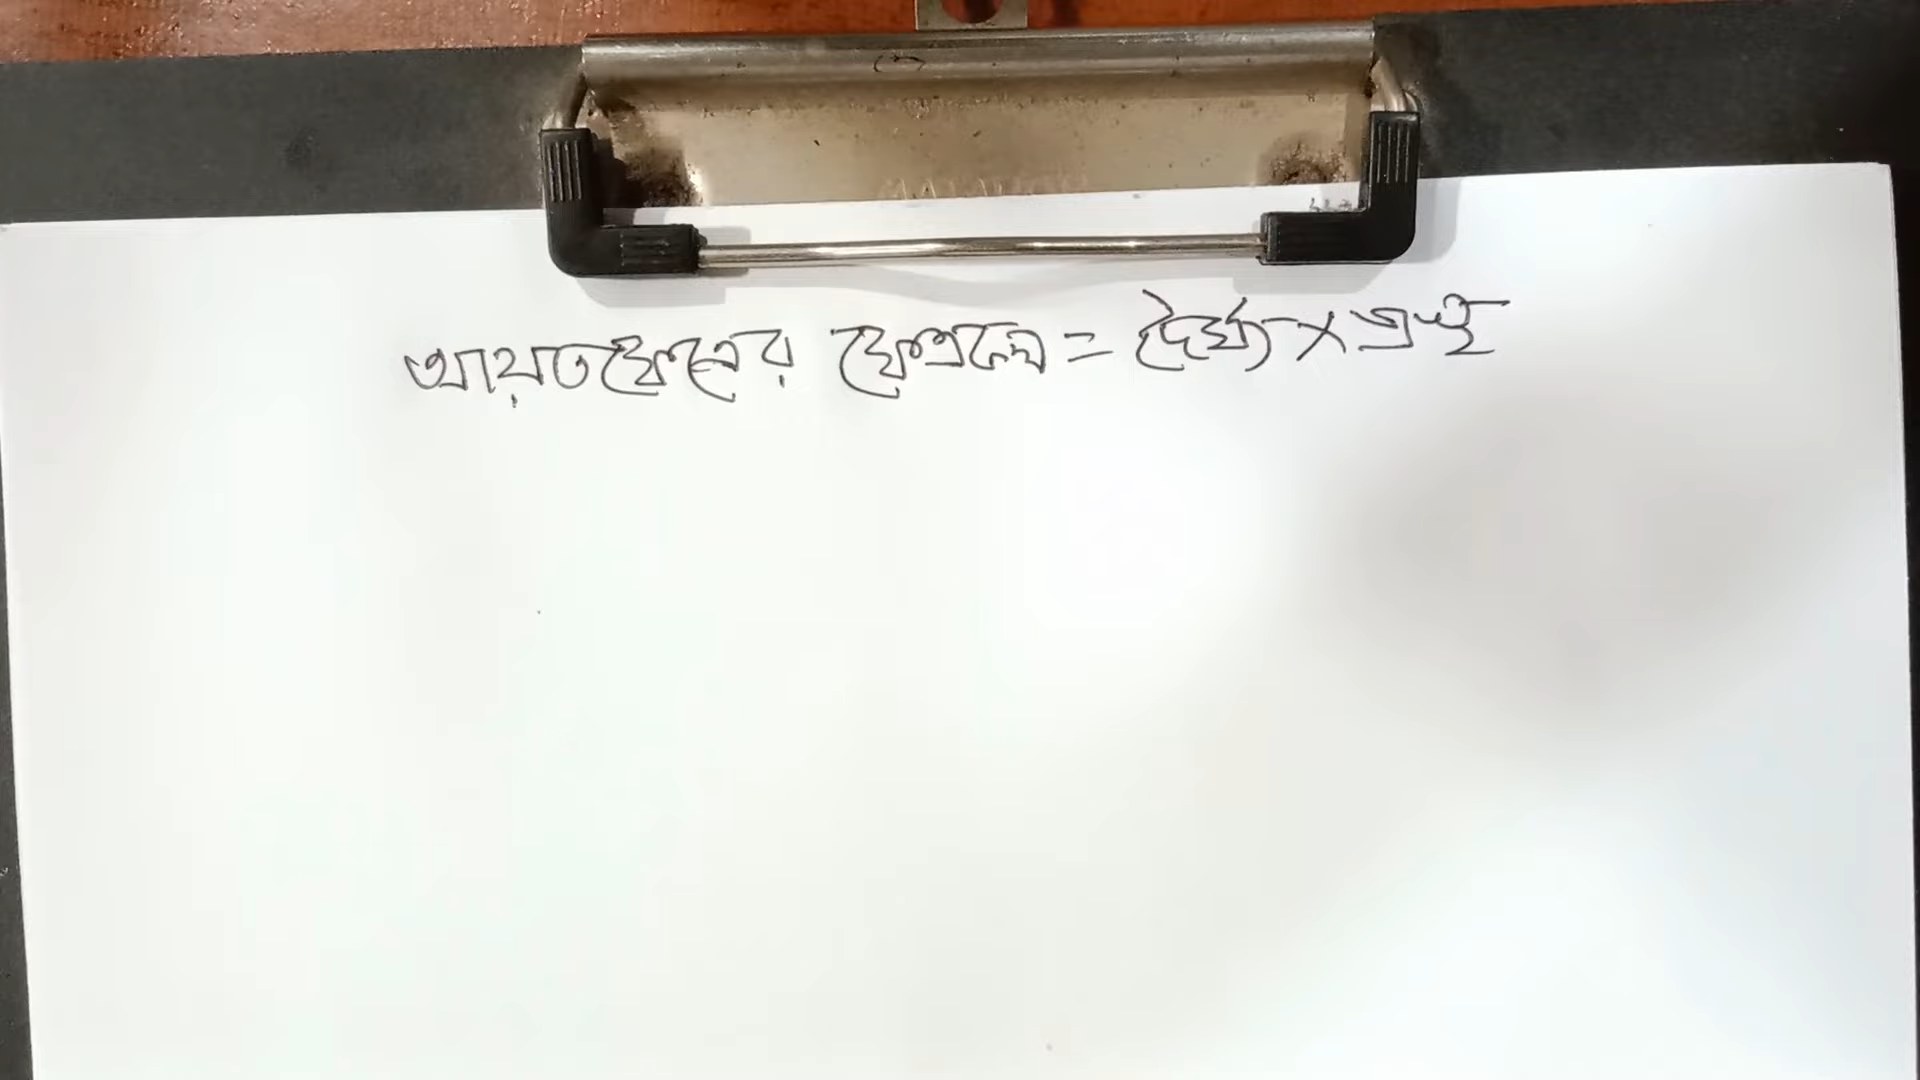 আয়তক্ষেত্রের ক্ষেত্রফল = দৈর্ঘ্য × প্রস্থ